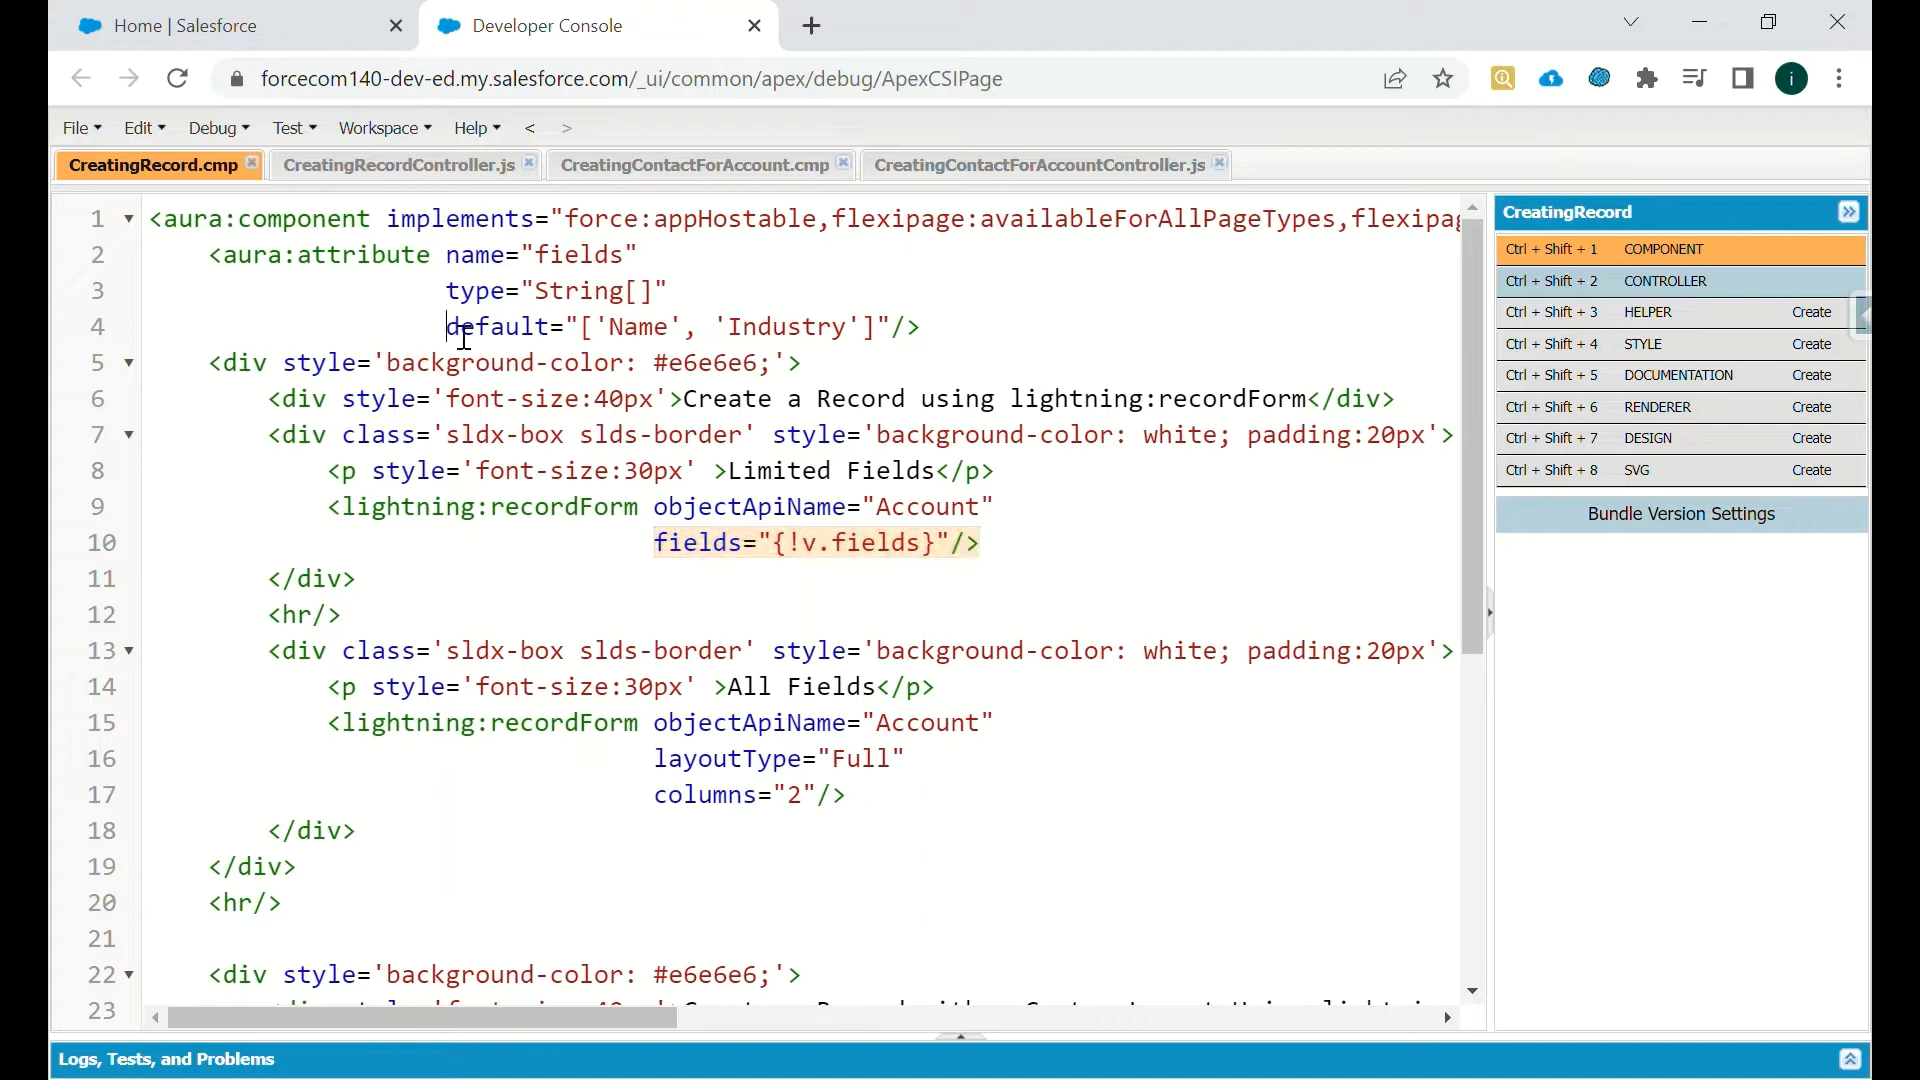 Home | Salesforce
Developer Console
forcecom140-dev-ed.my.salesforce.com/_ui/common/apex/debug/ApexCSIPage
i
File Edit Debug Test Workspace Help < >
CreatingRecord.cmp CreatingRecordController.js CreatingContactForAccount.cmp CreatingContactForAccountController.js
1 <aura:component implements="force:appHostable,flexipage:availableForAllPageTypes,flexipag
2 <aura:attribute name="fields"
3 type="String[]"
4 default="['Name', 'Industry']"/>
5 <div style='background-color: #e6e6e6;'>
6 <div style='font-size:40px'>Create a Record using lightning:recordForm</div>
7 <div class='sldx-box slds-border' style='background-color: white; padding:20px'>
8 <p style='font-size:30px' >Limited Fields</p>
9 <lightning:recordForm objectApiName="Account"
10 fields="{!v.fields}"/>
11 </div>
12 <hr/>
13 <div class='sldx-box slds-border' style='background-color: white; padding:20px'>
14 <p style='font-size:30px' >All Fields</p>
15 <lightning:recordForm objectApiName="Account"
16 layoutType="Full"
17 columns="2"/>
18 </div>
19 </div>
20 <hr/>
21
22 <div style='background-color: #e6e6e6;'>
23
CreatingRecord
Ctrl + Shift + 1 COMPONENT
Ctrl + Shift + 2 CONTROLLER
Ctrl + Shift + 3 HELPER Create
Ctrl + Shift + 4 STYLE Create
Ctrl + Shift + 5 DOCUMENTATION Create
Ctrl + Shift + 6 RENDERER Create
Ctrl + Shift + 7 DESIGN Create
Ctrl + Shift + 8 SVG Create
Bundle Version Settings
Logs, Tests, and Problems